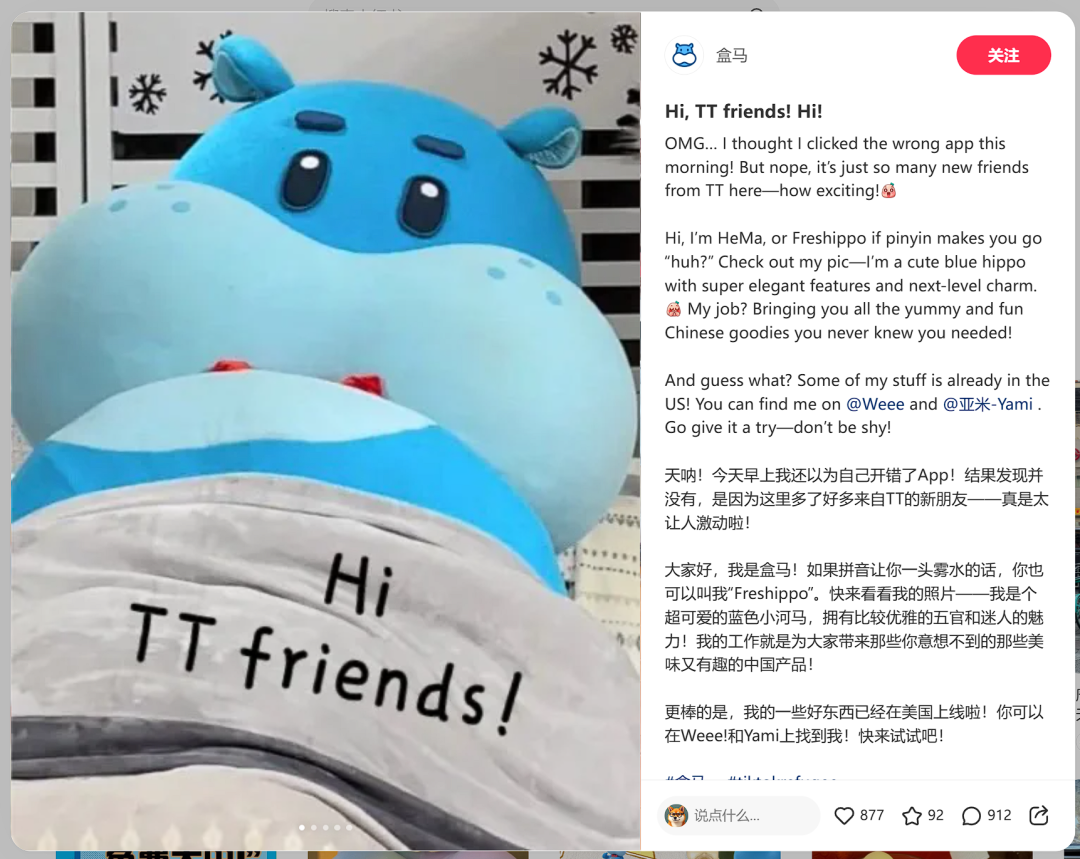 盒马
关注
Hi, TT friends! Hi!
OMG... I thought I clicked the wrong app this
morning! But nope, it's just so many new friends
from TT here—how exciting!
Hi, I'm HeMa, or Freshippo if pinyin makes you go
“huh?” Check out my pic—I'm a cute blue hippo
with super elegant features and next-level charm.
My job? Bringing you all the yummy and fun
Chinese goodies you never knew you needed!
And guess what? Some of my stuff is already in the
US! You can find me on @Weee and @亚米-Yami .
Go give it a try—don't be shy!
天呐！今天早上我还以为自己开错了App！结果发现并
没有，是因为这里多了好多来自TT的新朋友——真是太
让人激动啦！
大家好，我是盒马！如果拼音让你一头雾水的话，你也
可以叫我”Freshippo”。快来看看我的照片——我是个
超可爱的蓝色小河马，拥有比较优雅的五官和迷人的魅
力！我的工作就是为大家带来那些你意想不到的那些美
味又有趣的中国产品！
更棒的是，我的一些好东西已经在美国上线啦！你可以
在Weee!和Yami上找到我！快来试试吧！
#盒马 #tiktokrefugee
说点什么...
877
92
912
Hi
TT friends!